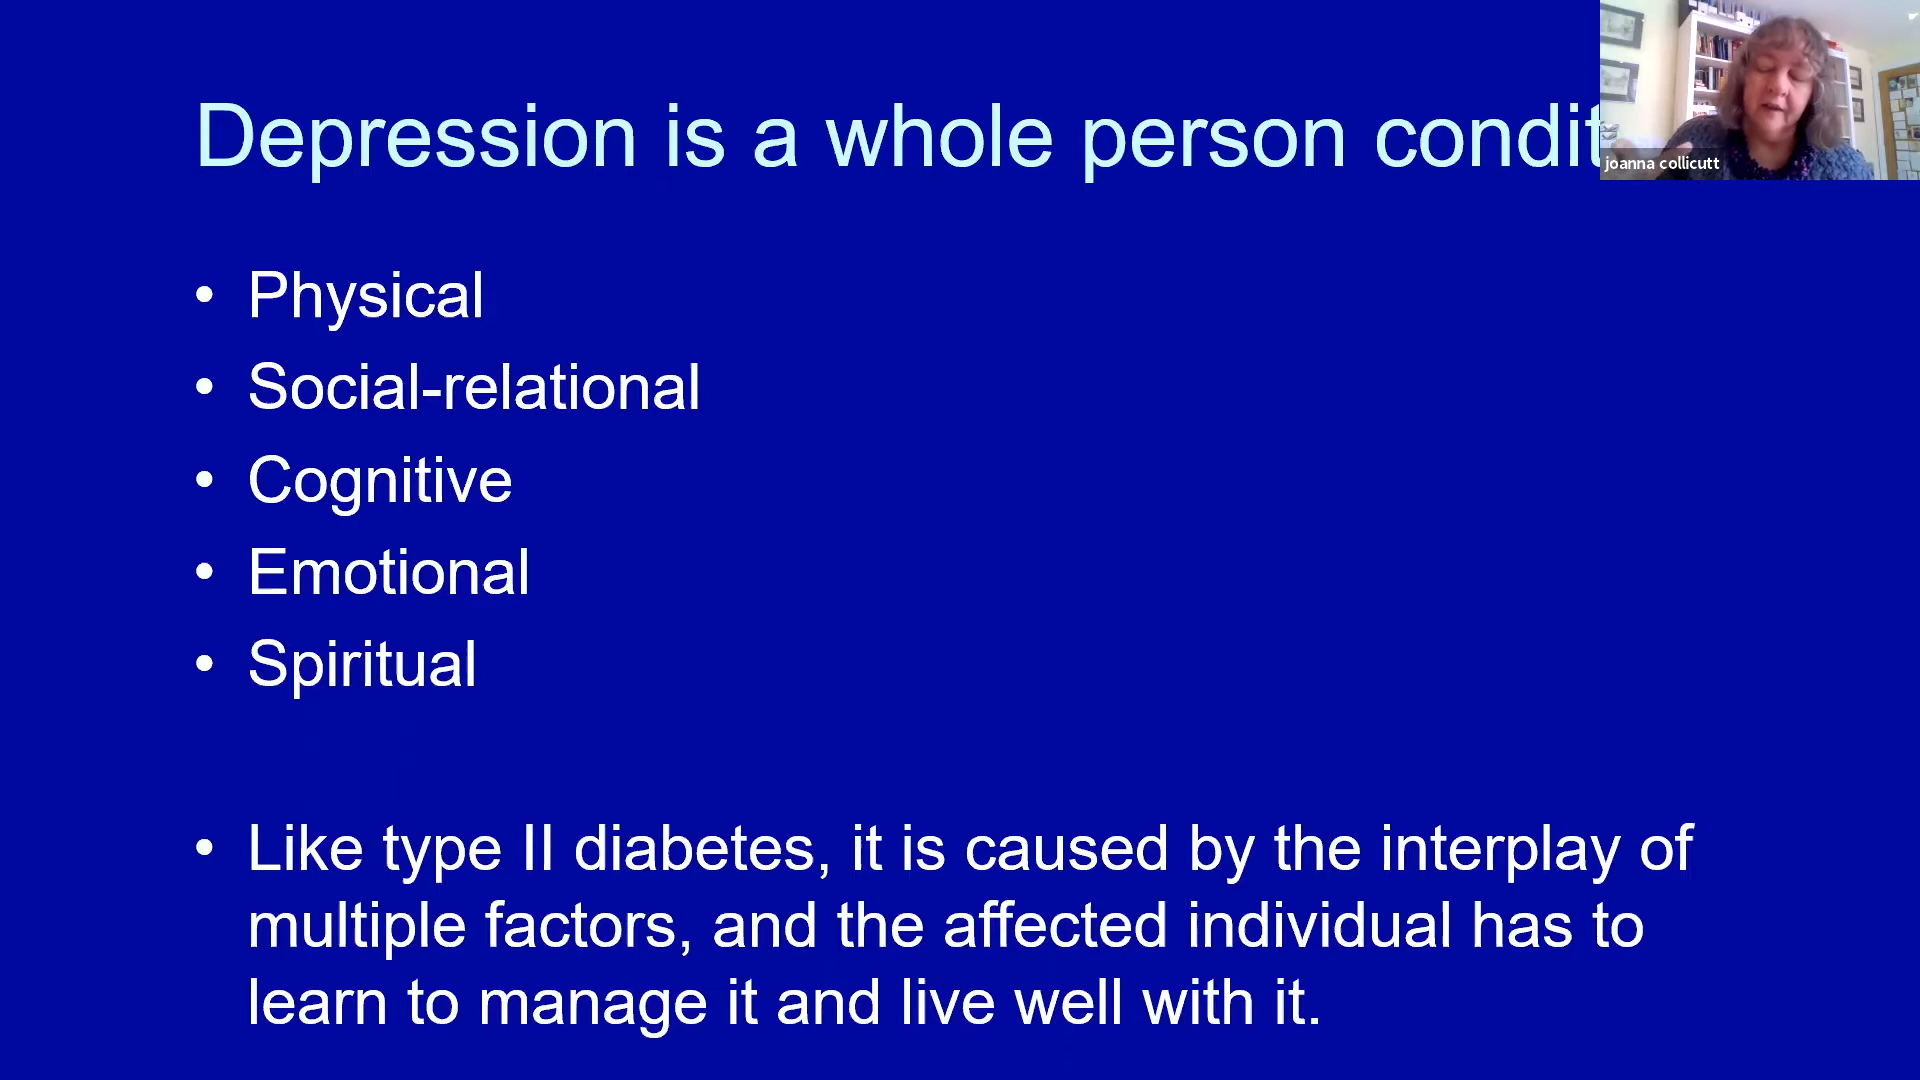 Depression is a whole person condit
joanna collicutt
• Physical
• Social-relational
• Cognitive
• Emotional
• Spiritual
• Like type II diabetes, it is caused by the interplay of
multiple factors, and the affected individual has to
learn to manage it and live well with it.